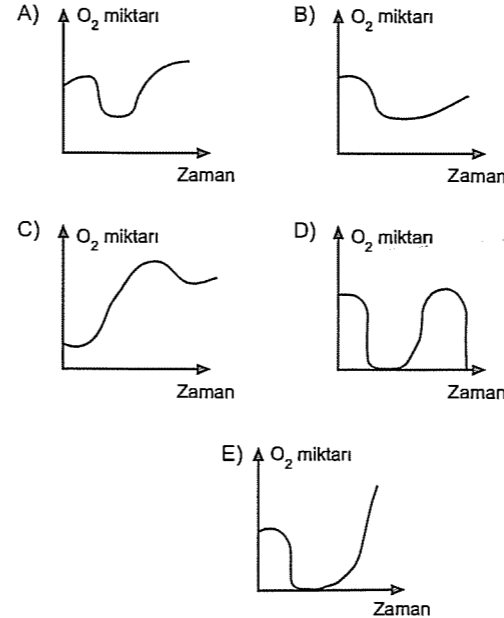 A) O₂ miktarı
Zaman
B) O₂ miktarı
Zaman
C) O₂ miktarı
Zaman
D) O₂ miktarı
Zaman
E) O₂ miktarı
Zaman